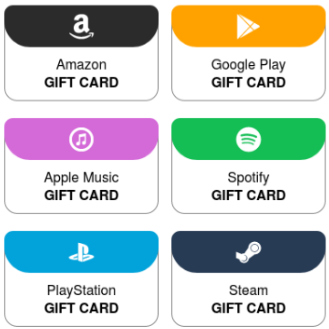 Amazon
GIFT CARD
Google Play
GIFT CARD
Apple Music
GIFT CARD
Spotify
GIFT CARD
PlayStation
GIFT CARD
Steam
GIFT CARD